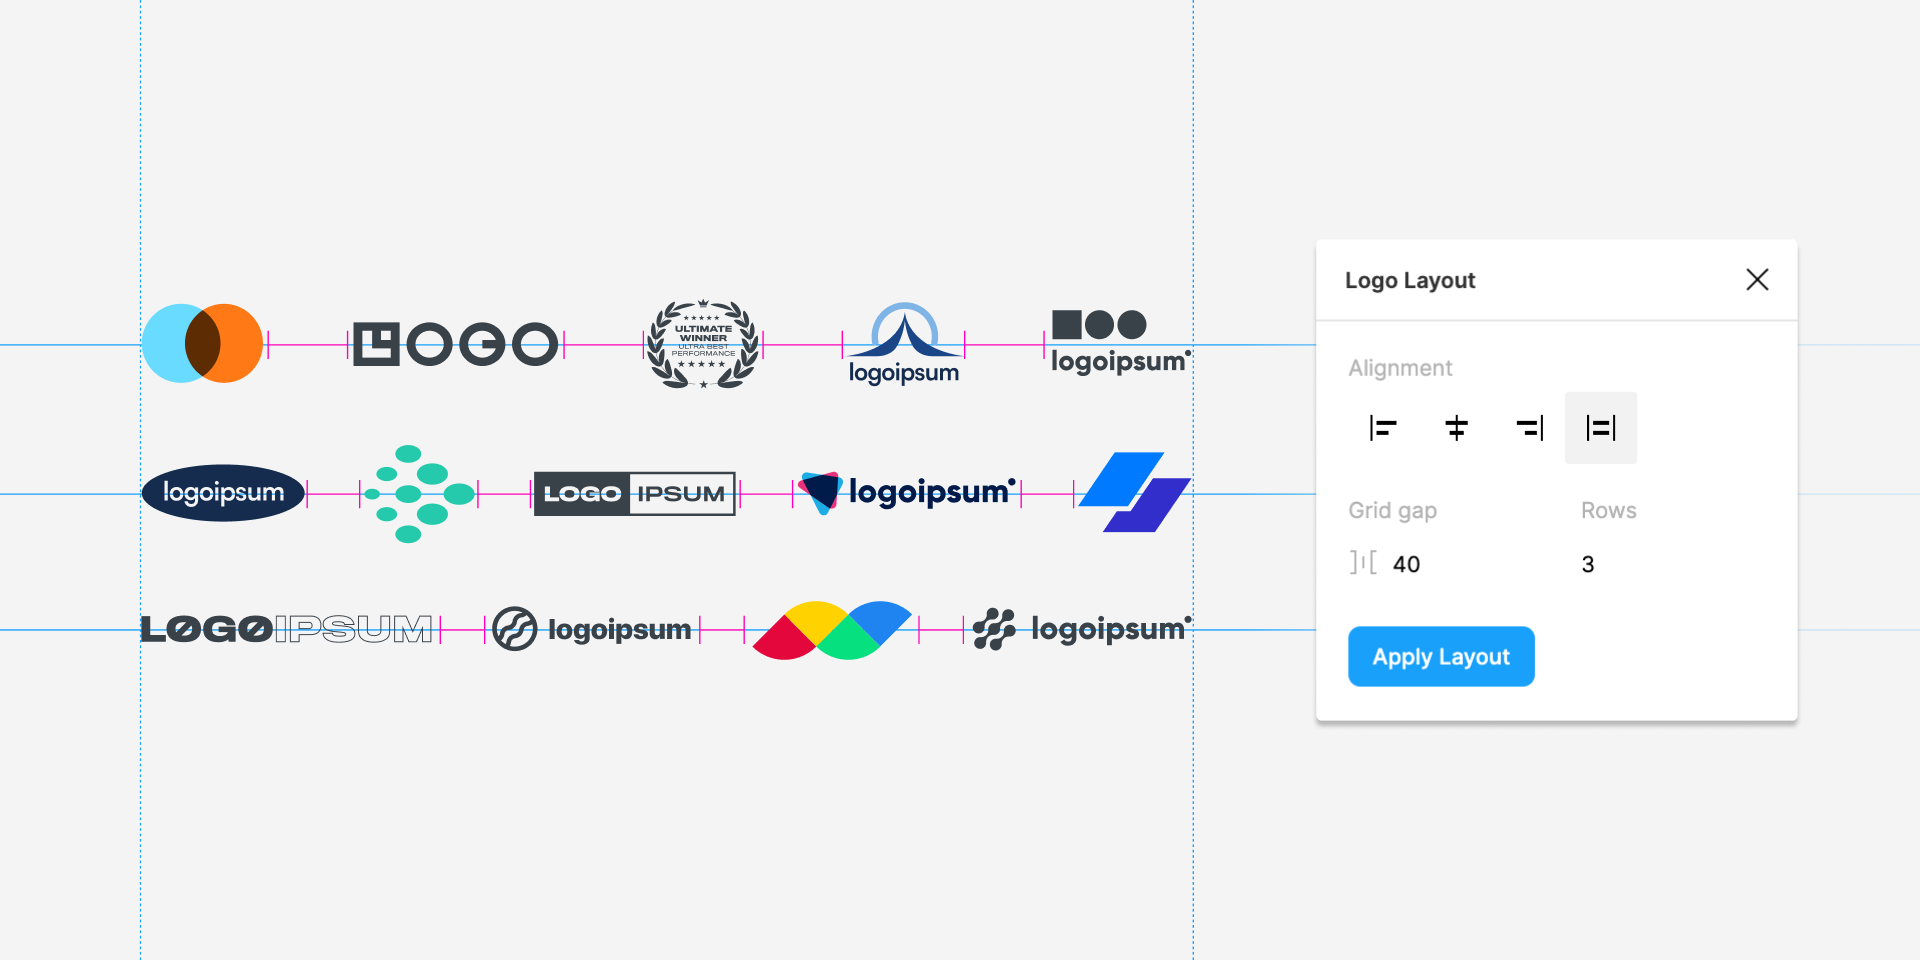 LOGO
ULTIMATE
WINNER
ULTRA BEST
PERFORMANCE
logoipsum
logoipsum
logoipsum
LOGO IPSUM
logoipsum
LØGØIPSUM
logoipsum
logoipsum
Logo Layout
Alignment
Grid gap Rows
40 3
Apply Layout